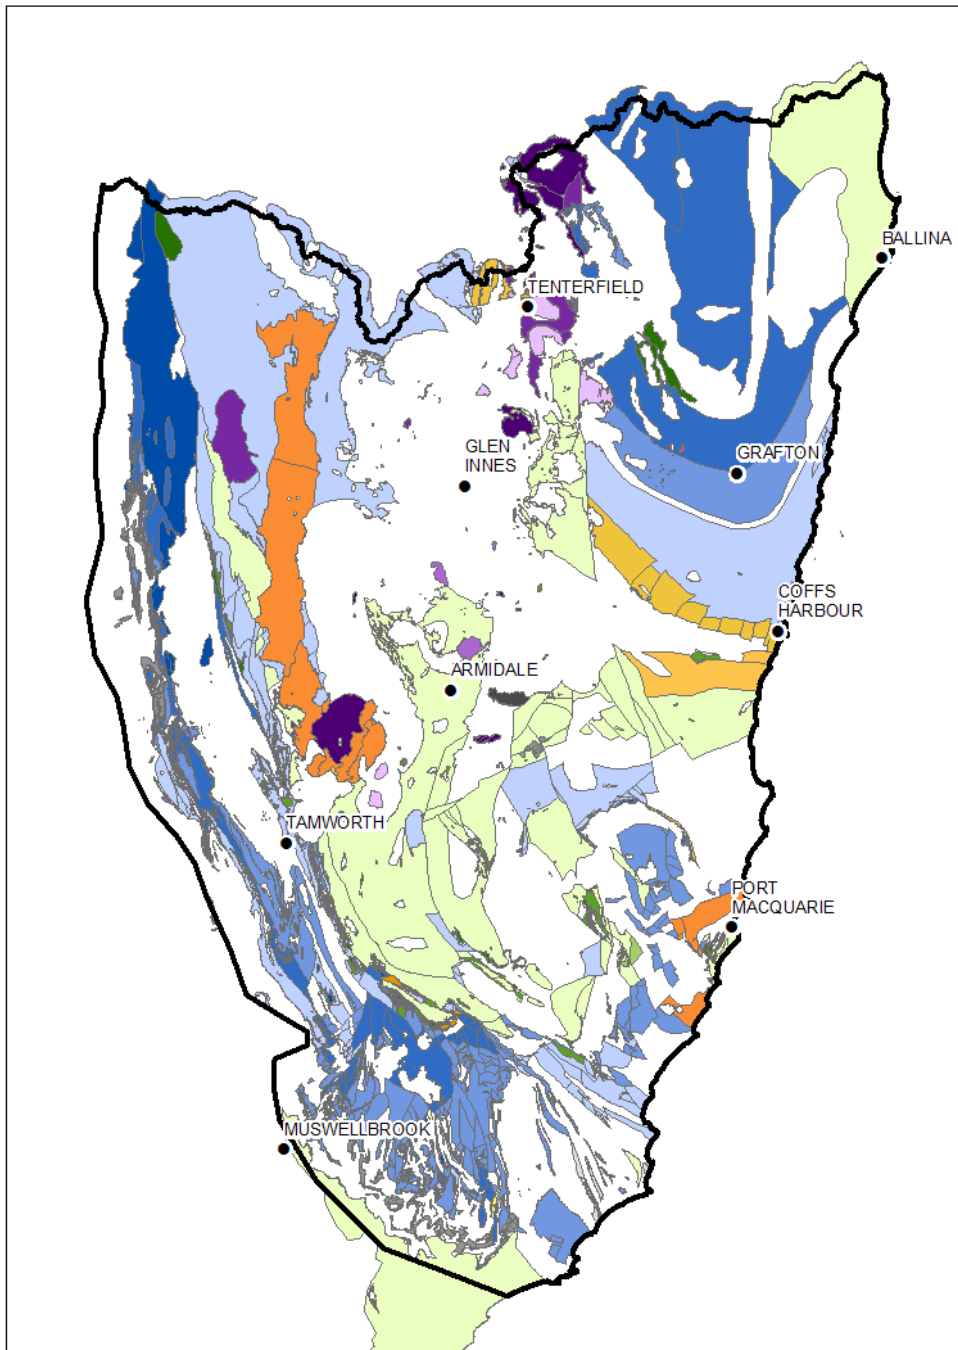 BALLINA
TENTERFIELD
GLEN
INNES
GRAFTON
COFFS
HARBOUR
ARMIDALE
TAMWORTH
PORT
MACQUARIE
MUSWELLBROOK